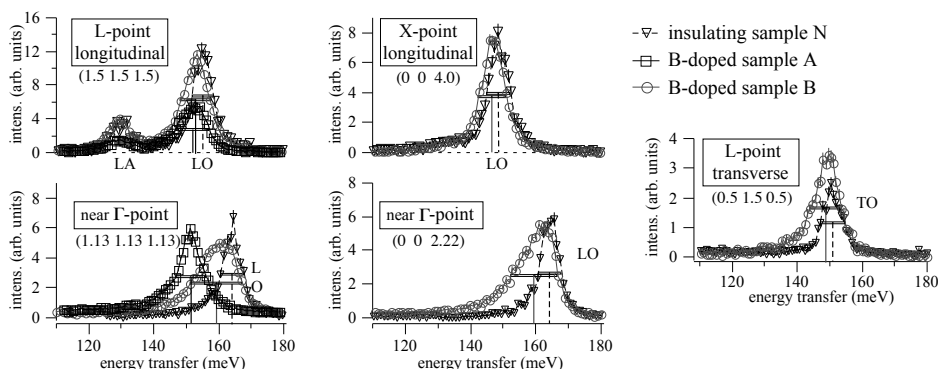 L-point
longitudinal
(1.5 1.5 1.5)
intens. (arb. units)
16
12
8
4
0
LA
LO
X-point
longitudinal
(0 0 4.0)
intens. (arb. units)
8
6
4
2
0
LO
insulating sample N
B-doped sample A
B-doped sample B
near Γ-point
(1.13 1.13 1.13)
intens. (arb. units)
8
6
4
2
0
L
O
120
140
160
180
energy transfer (meV)
near Γ-point
(0 0 2.22)
intens. (arb. units)
8
6
4
2
0
LO
120
140
160
180
energy transfer (meV)
L-point
transverse
(0.5 1.5 0.5)
intens. (arb. units)
4
3
2
1
0
TO
120
140
160
180
energy transfer (meV)